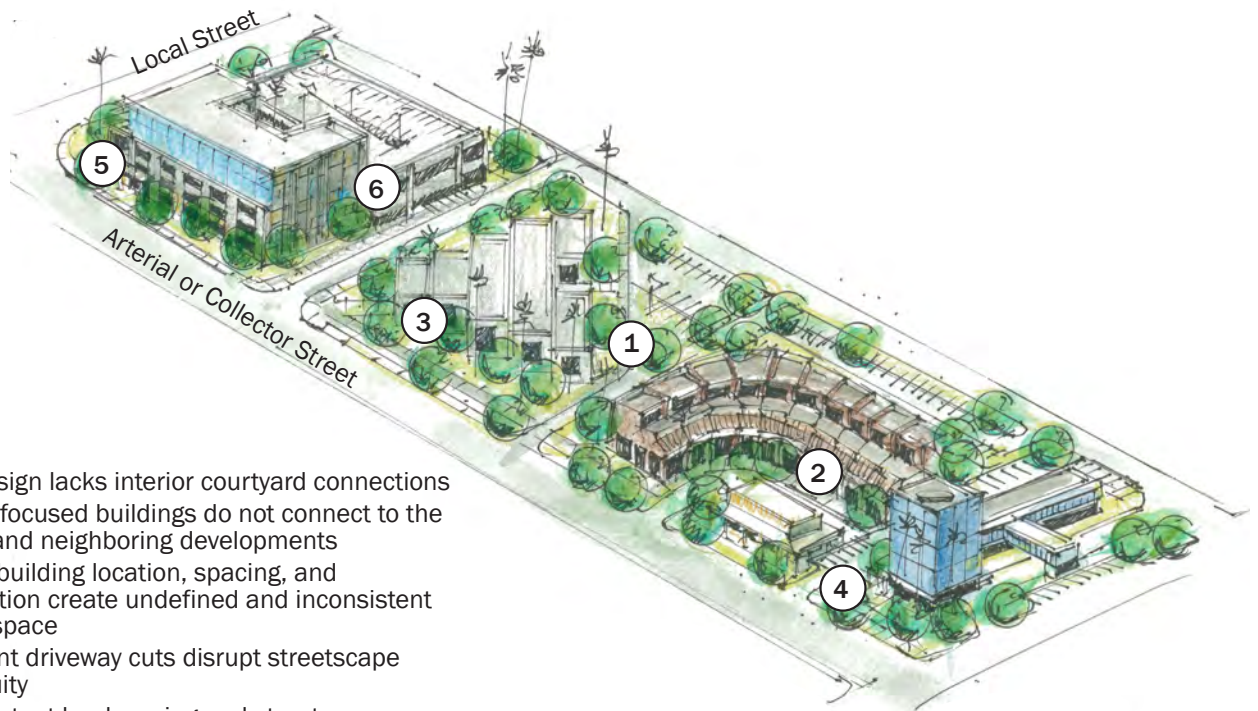 Local Street
5
6
Arterial or Collector Street
3
1
2
4
sign lacks interior courtyard connections
focused buildings do not connect to the
and neighboring developments
building location, spacing, and
tion create undefined and inconsistent
space
nt driveway cuts disrupt streetscape
uity